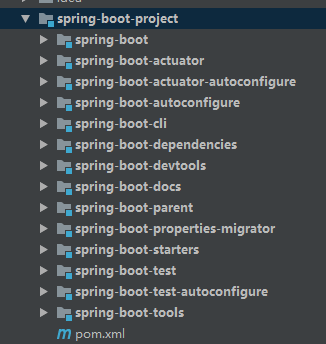 spring-boot-project
spring-boot
spring-boot-actuator
spring-boot-actuator-autoconfigure
spring-boot-autoconfigure
spring-boot-cli
spring-boot-dependencies
spring-boot-devtools
spring-boot-docs
spring-boot-parent
spring-boot-properties-migrator
spring-boot-starters
spring-boot-test
spring-boot-test-autoconfigure
spring-boot-tools
m pom.xml